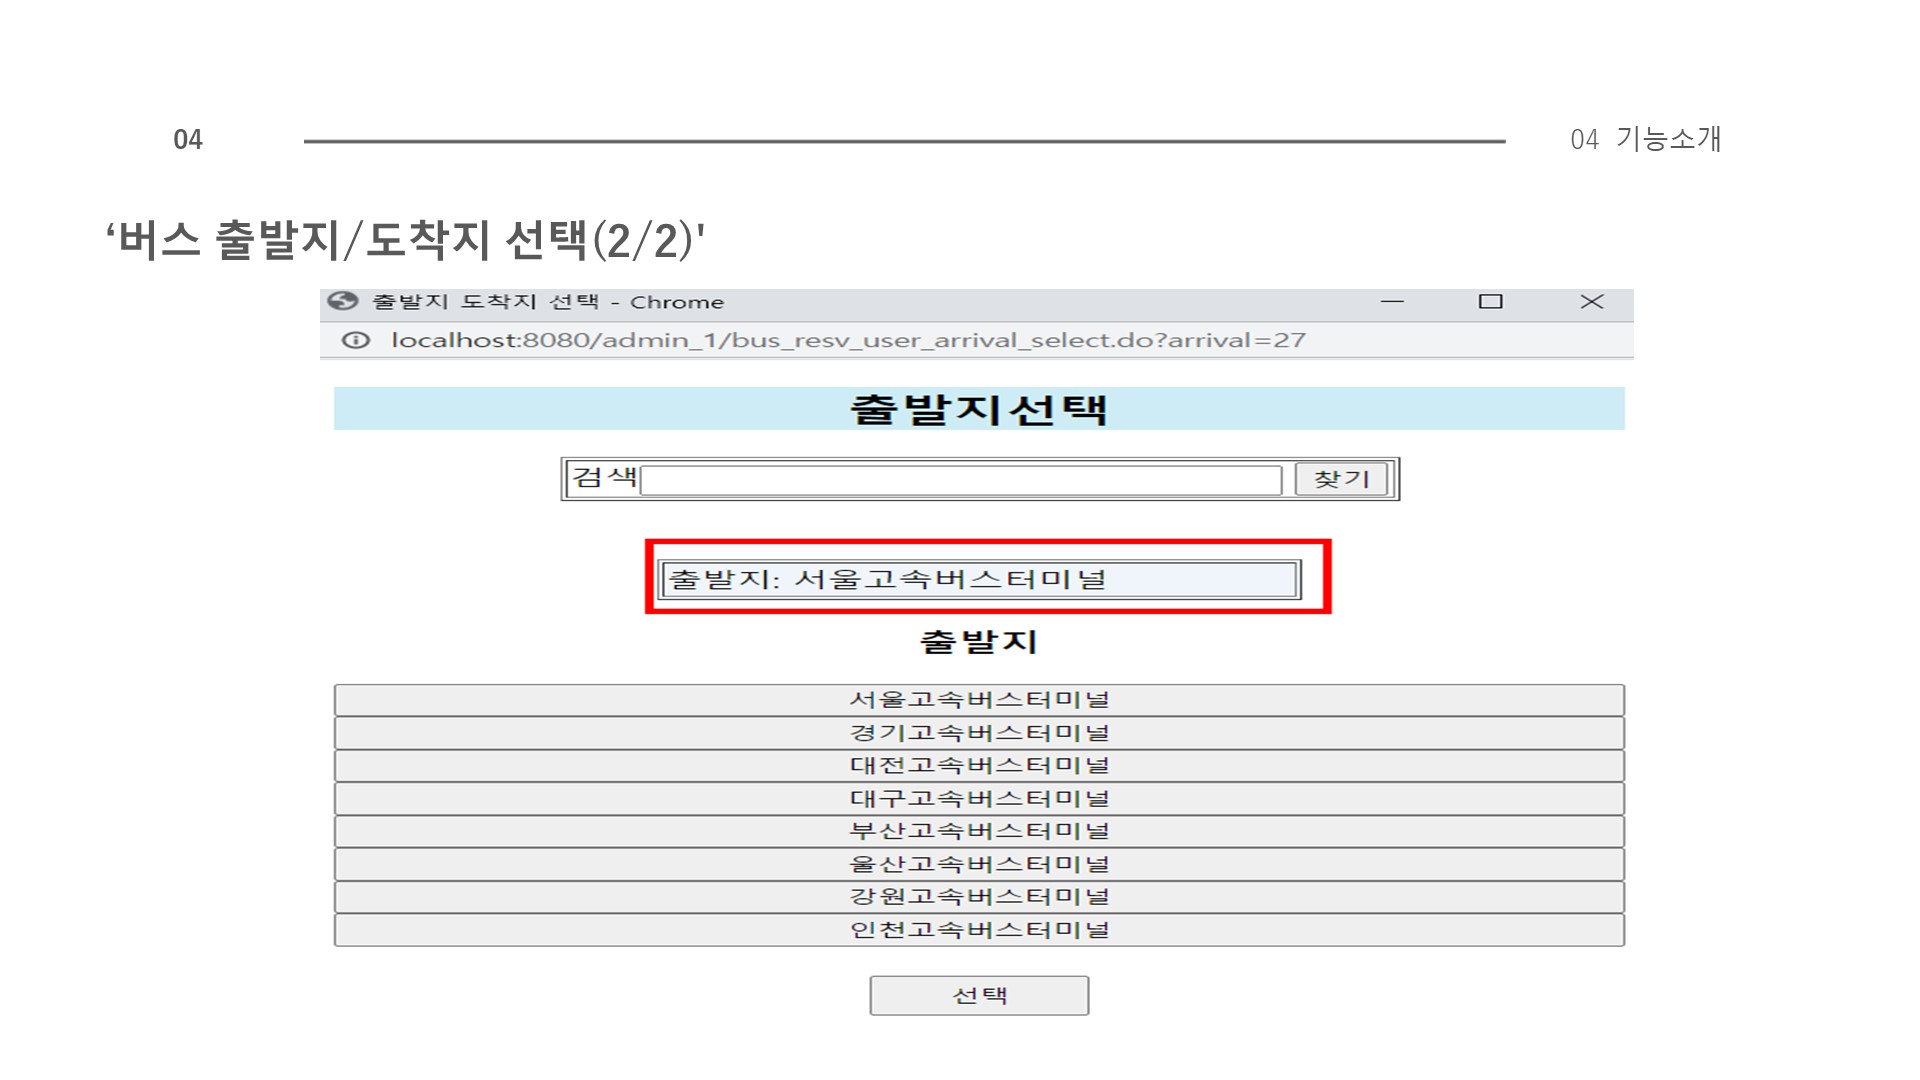 04
04 기능소개
‘버스 출발지/도착지 선택(2/2)'
출발지 도착지 선택 - Chrome
localhost:8080/admin_1/bus_resv_user_arrival_select.do?arrival=27
출발지선택
검색 찾기
출발지: 서울고속버스터미널
출발지
서울고속버스터미널
경기고속버스터미널
대전고속버스터미널
대구고속버스터미널
부산고속버스터미널
울산고속버스터미널
강원고속버스터미널
인천고속버스터미널
선택